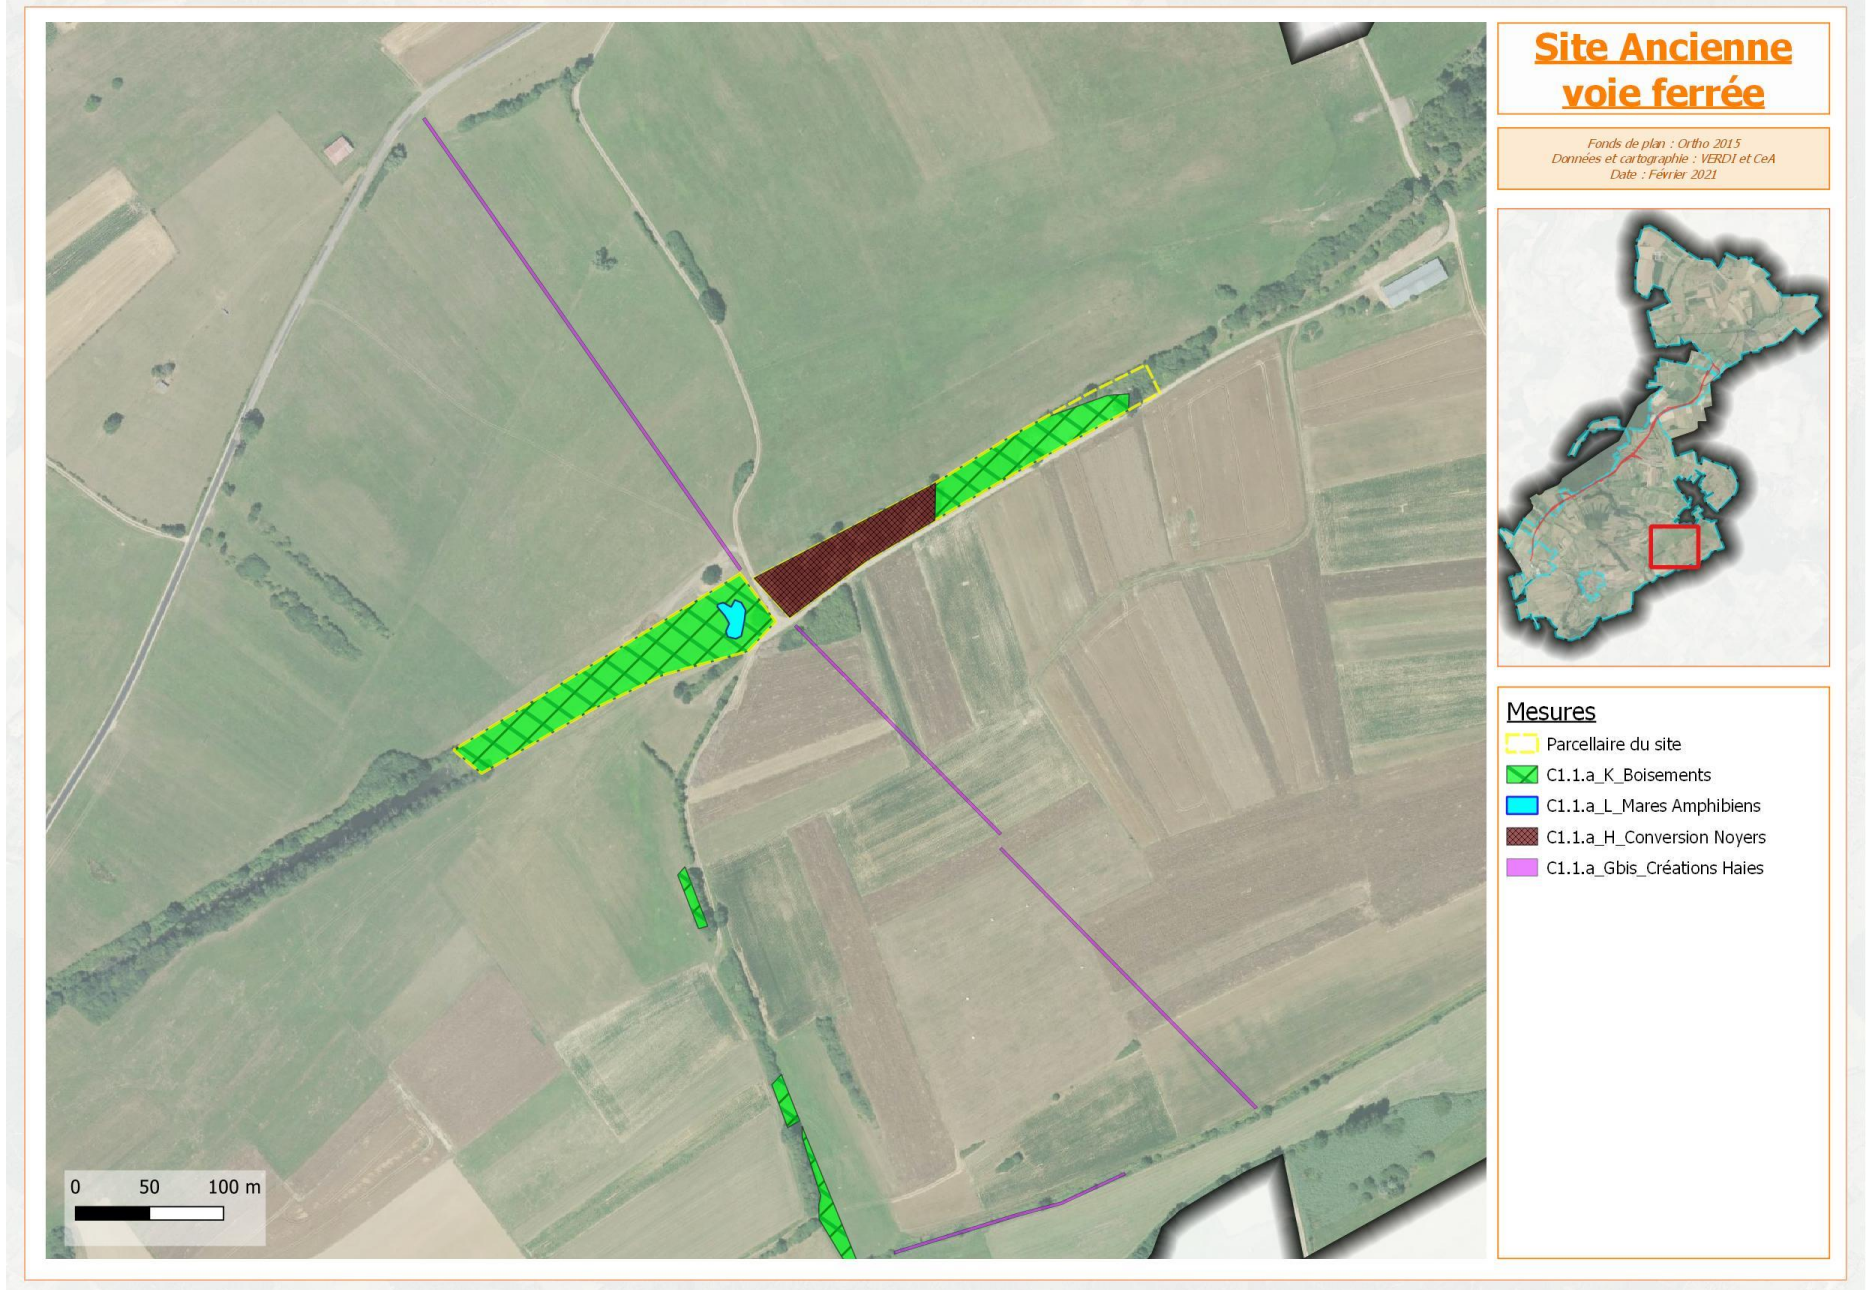 Site Ancienne
voie ferrée
Fonds de plan : Ortho 2015
Données et cartographie : VERDI et CeA
Date : Février 2021
Mesures
Parcellaire du site
C1.1.a_K_Boisements
C1.1.a_L_Mares Amphibiens
C1.1.a_H_Conversion Noyers
C1.1.a_Gbis_Créations Haies
0 50 100 m